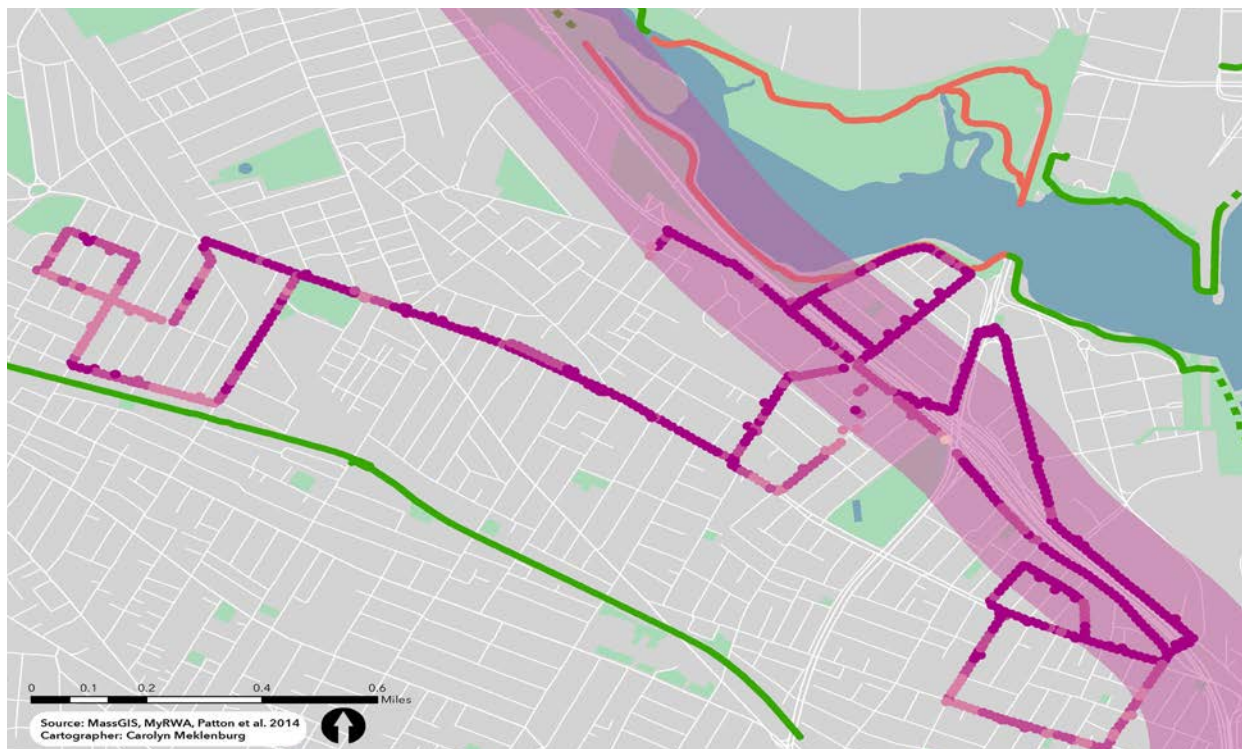 0 0.1 0.2 0.4 0.6
Miles
Source: MassGIS, MyRWA, Patton et al. 2014
Cartographer: Carolyn Meklenburg